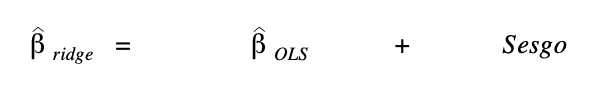 β̂ ridge = β̂ OLS + Sesgo